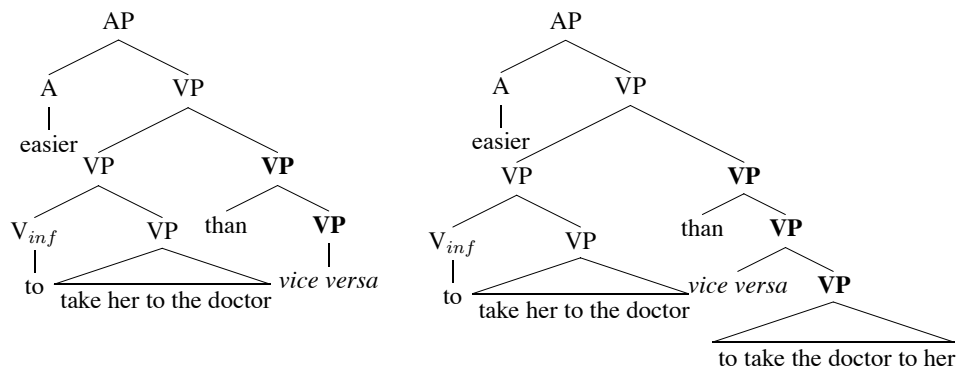 AP
A VP
easier
VP VP
V_inf VP than VP
to take her to the doctor vice versa
AP
A VP
easier
VP VP
V_inf VP than VP
to take her to the doctor vice versa VP
to take the doctor to her